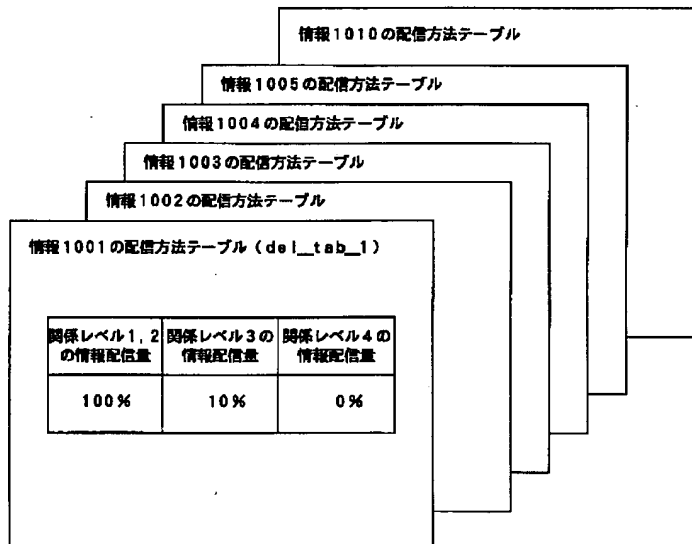 情報1010の配信方法テーブル
情報1005の配信方法テーブル
情報1004の配信方法テーブル
情報1003の配信方法テーブル
情報1002の配信方法テーブル
情報1001の配信方法テーブル(del_tab_1)
関係レベル1,2の情報配信量 関係レベル3の情報配信量 関係レベル4の情報配信量
100% 10% 0%